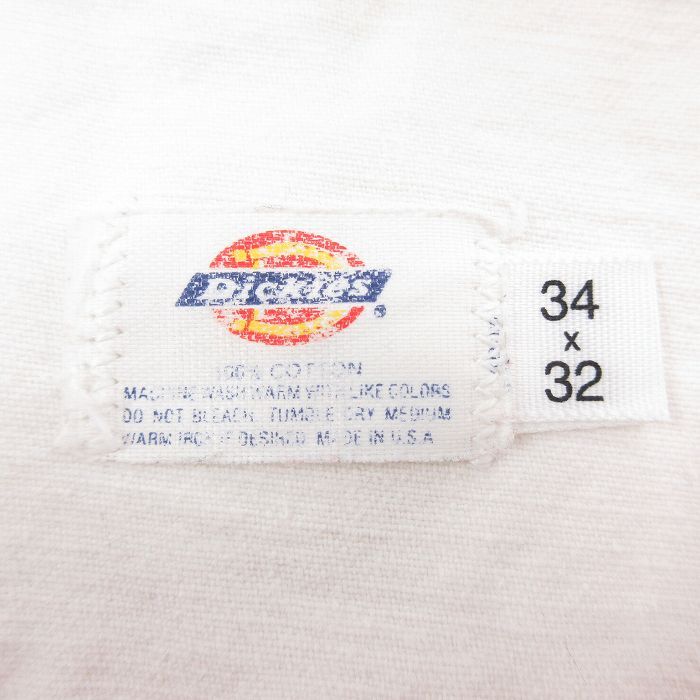 Dickies
®
100% COTTON
MACHINE WASH WARM WITH LIKE COLORS
DO NOT BLEACH. TUMBLE DRY MEDIUM
WARM IRON IF DESIRED. MADE IN U.S.A
34
x
32